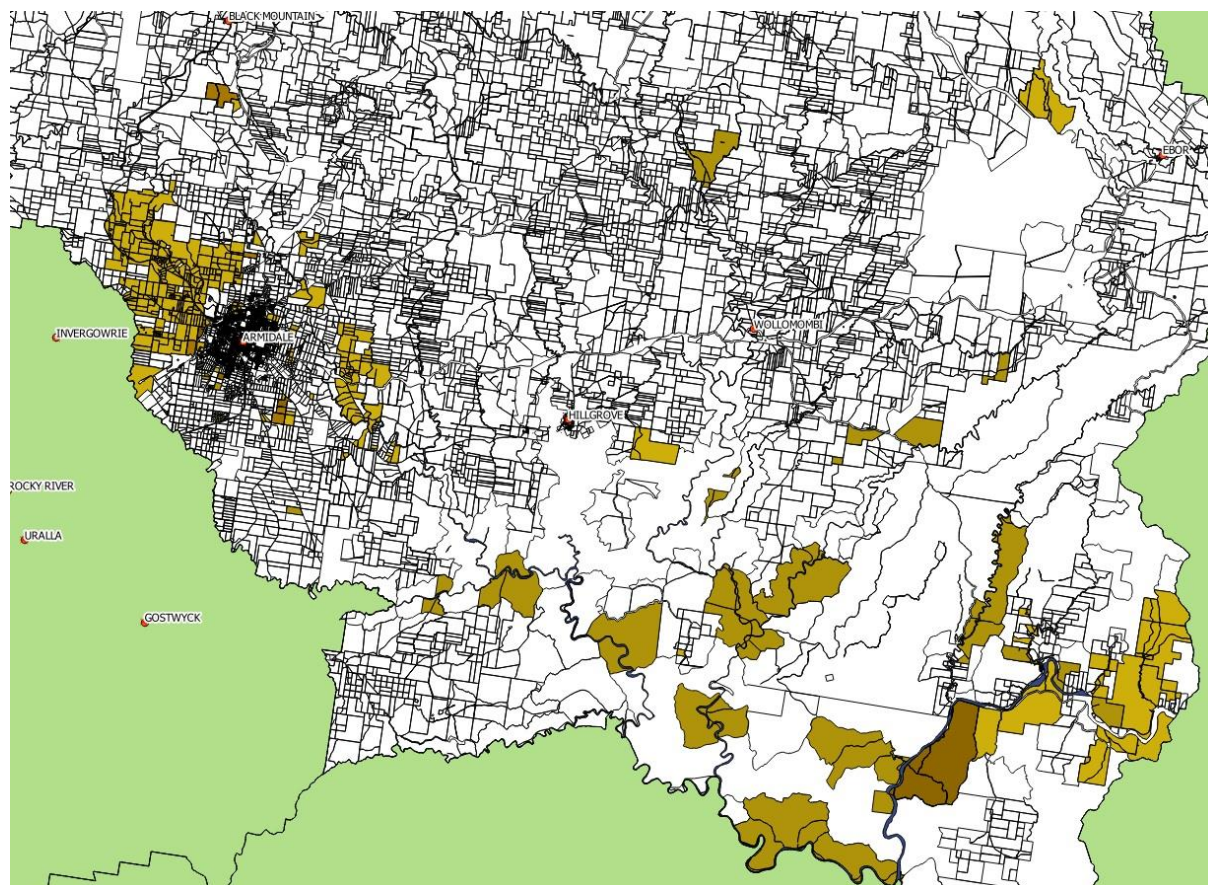 BLACK MOUNTAIN
EBOR
INVERGOWRIE
ARMIDALE
WOLLOMOMBI
HILLGROVE
ROCKY RIVER
URALLA
GOSTWYCK